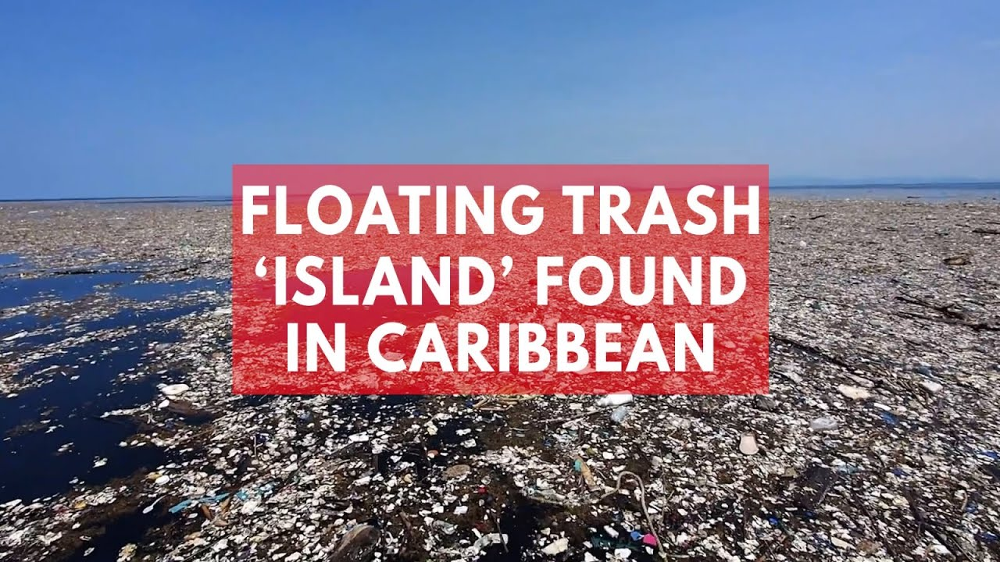 FLOATING TRASH
‘ISLAND’ FOUND
IN CARIBBEAN